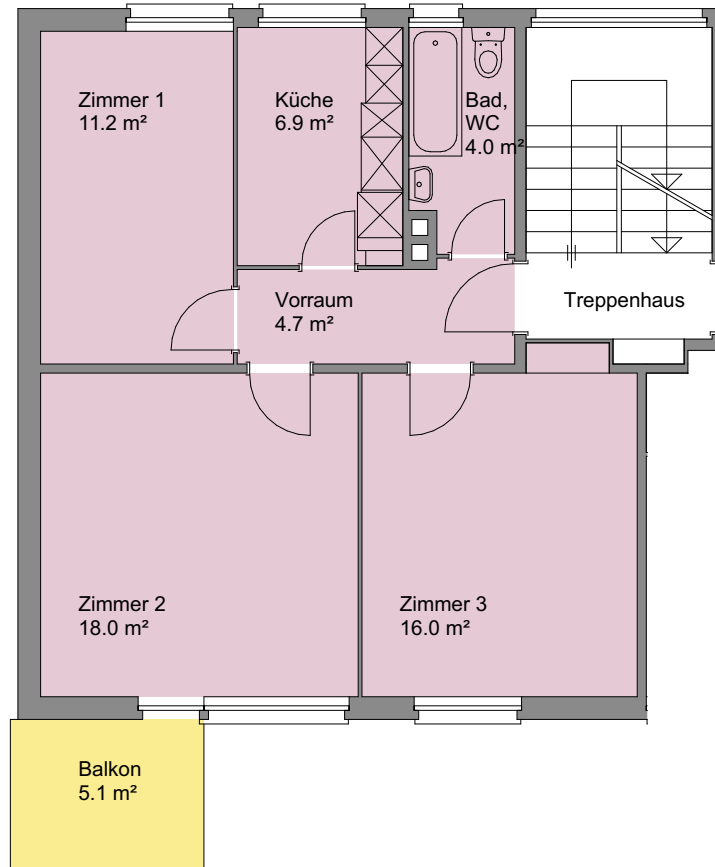 Zimmer 1
11.2 m²
Küche
6.9 m²
Bad,
WC
4.0 m²
Vorraum
4.7 m²
Treppenhaus
Zimmer 2
18.0 m²
Zimmer 3
16.0 m²
Balkon
5.1 m²